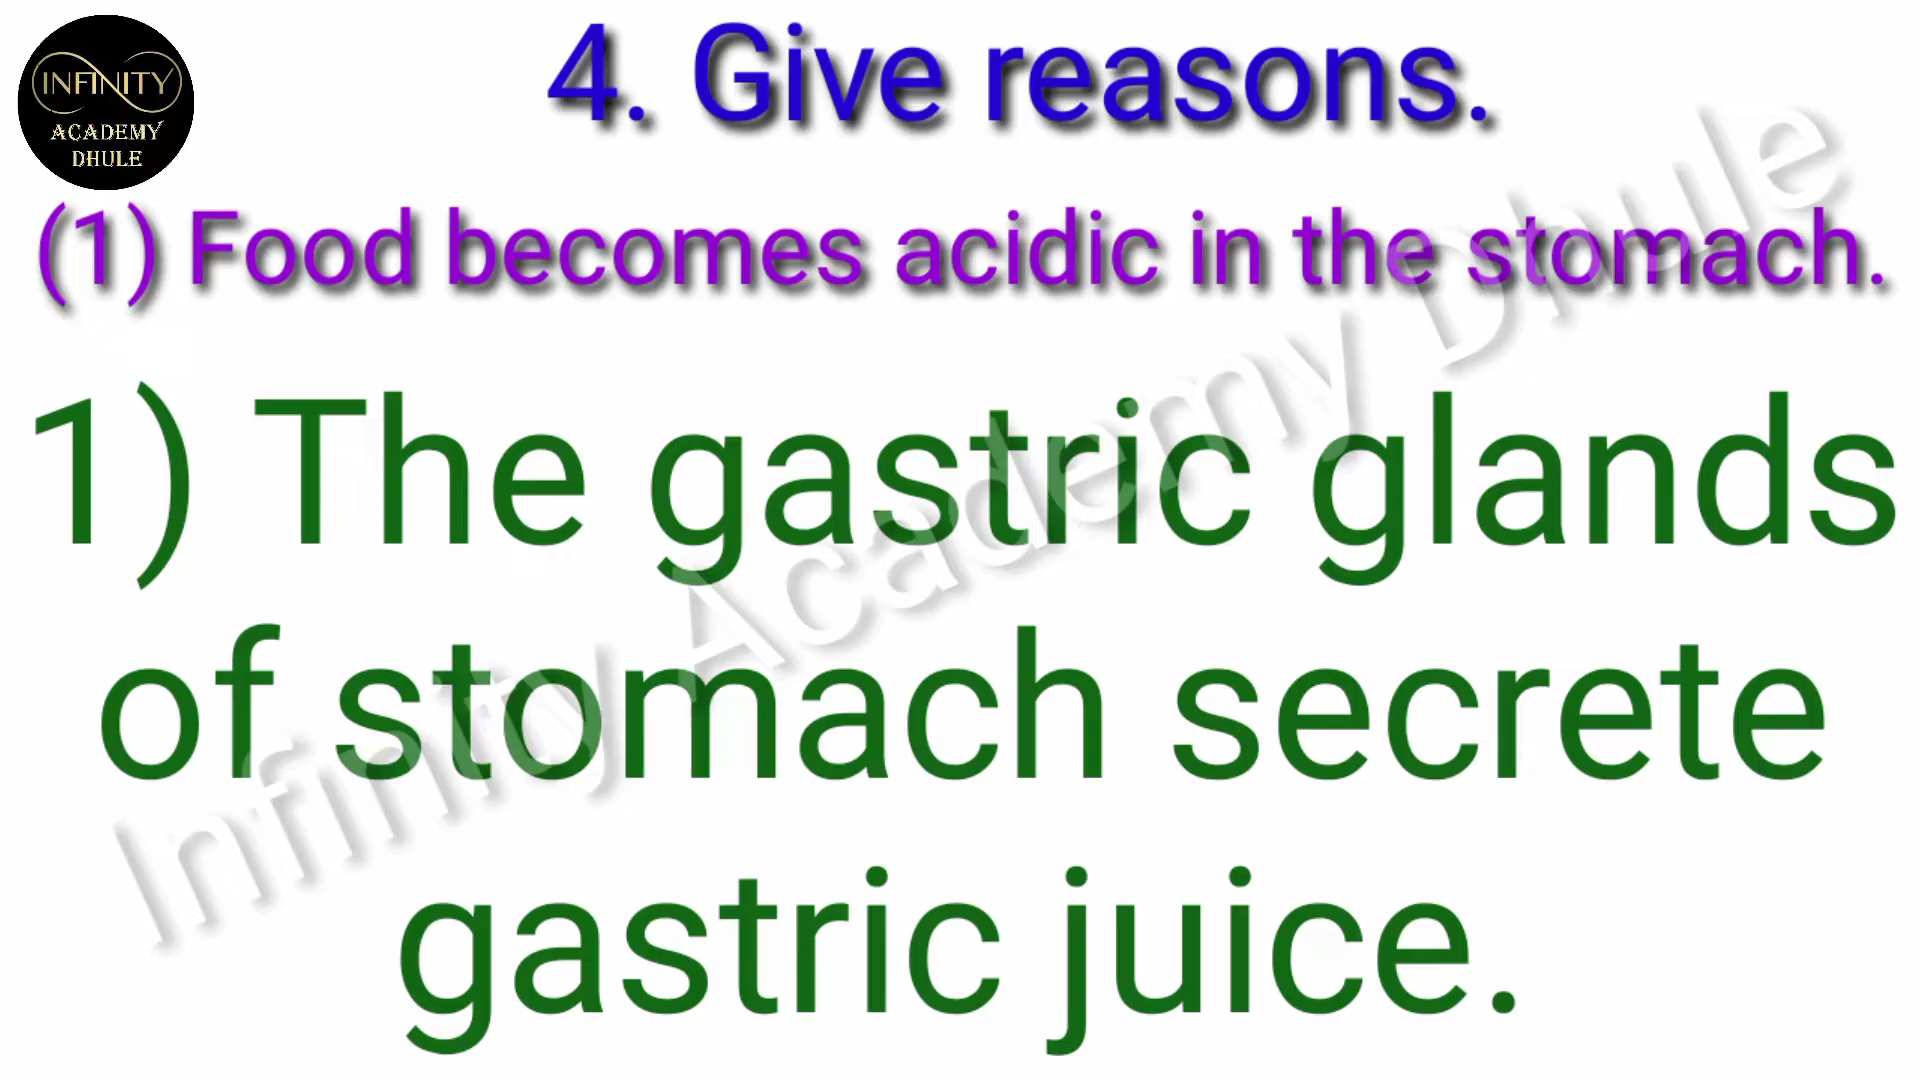 INFINITY
ACADEMY
DHULE
4. Give reasons.
(1) Food becomes acidic in the stomach.
1) The gastric glands
of stomach secrete
gastric juice.
Infinity Academy Dhule